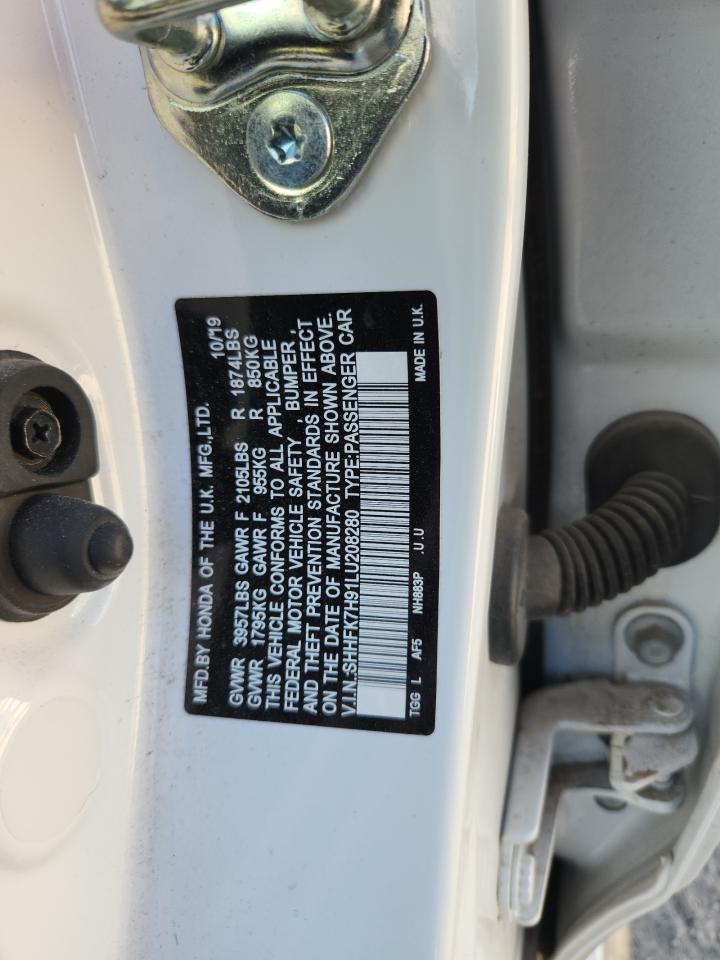 MFD.BY HONDA OF THE U.K. MFG.,LTD. 10/19
GVWR 3957LBS GAWR F 2105LBS R 1874LBS
GVWR 1795KG GAWR F 955KG R 850KG
THIS VEHICLE CONFORMS TO ALL APPLICABLE
FEDERAL MOTOR VEHICLE SAFETY , BUMPER ,
AND THEFT PREVENTION STANDARDS IN EFFECT
ON THE DATE OF MANUFACTURE SHOWN ABOVE.
V.I.N.SHHFK7H91LU208280 TYPE:PASSENGER CAR
TGG L AF5 NH883P .U.U MADE IN U.K.